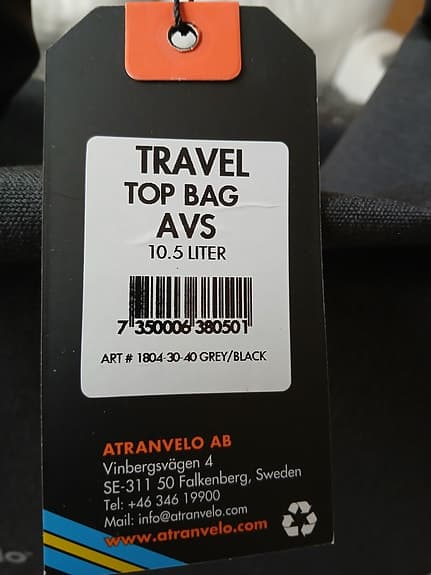 TRAVEL
TOP BAG
AVS
10.5 LITER
7 350006 380501
ART # 1804-30-40 GREY/BLACK
ATRANVELO AB
Vinbergsvägen 4
SE-311 50 Falkenberg, Sweden
Tel: +46 346 19900
Mail: info@atranvelo.com
www.atranvelo.com